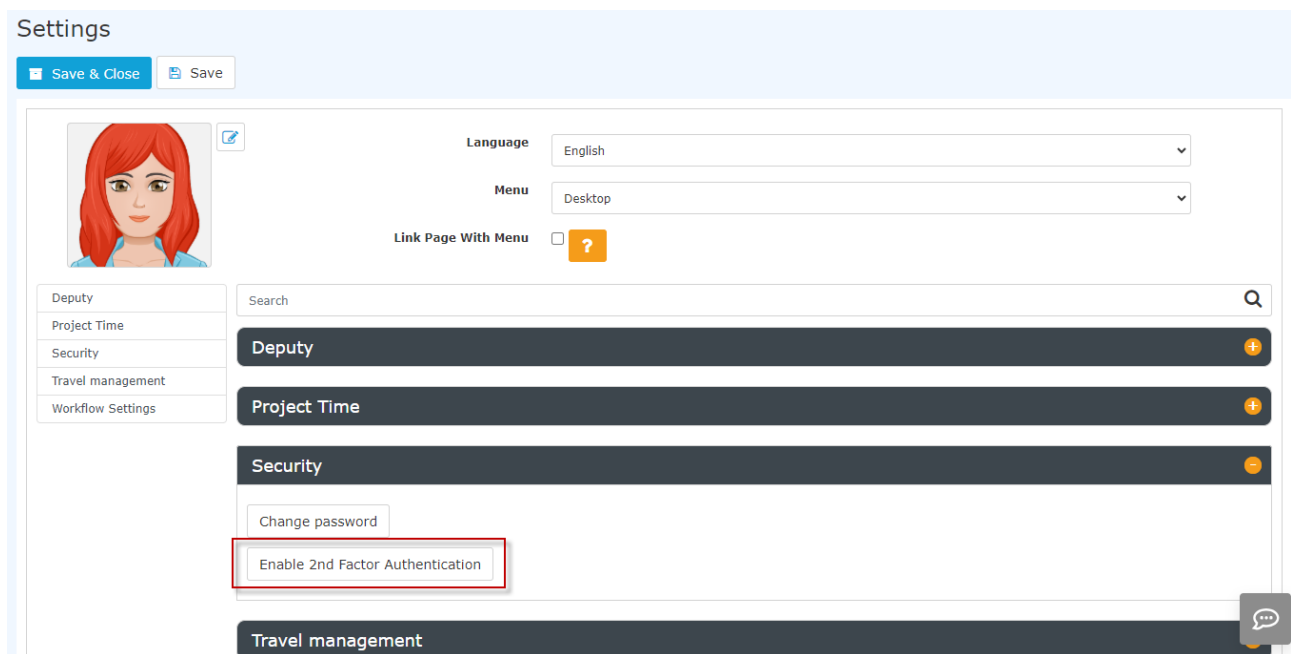 Settings
Save & Close
Save
Language
English
Menu
Desktop
Link Page With Menu
?
Deputy
Project Time
Security
Travel management
Workflow Settings
Search
Deputy
Project Time
Security
Change password
Enable 2nd Factor Authentication
Travel management